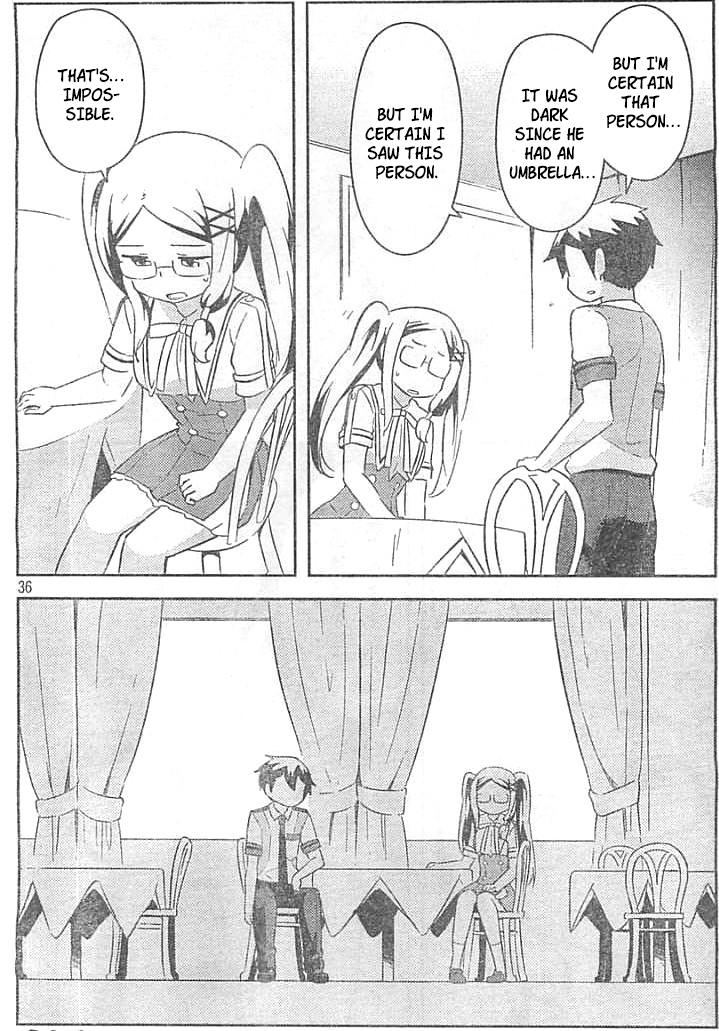 BUT I'M
CERTAIN
THAT
PERSON...
IT WAS
DARK
SINCE HE
HAD AN
UMBRELLA...
BUT I'M
CERTAIN I
SAW THIS
PERSON.
THAT'S...
IMPOS-
SIBLE.
36